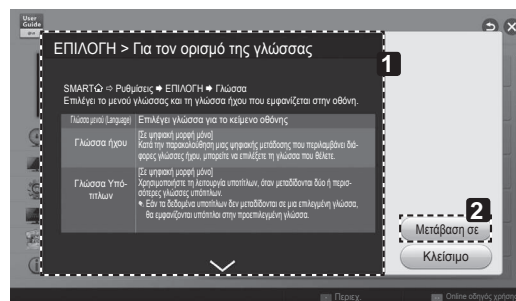 User
Guide
ΕΠΙΛΟΓΗ > Για τον ορισμό της γλώσσας
1
SMART ⇨ Ρυθμίσεις ➡ ΕΠΙΛΟΓΗ ➡ Γλώσσα
Επιλέγει το μενού γλώσσας και τη γλώσσα ήχου που εμφανίζεται στην οθόνη.
Γλώσσα μενού (Language) Επιλέγει γλώσσα για το κείμενο οθόνης
Γλώσσα ήχου
[Σε ψηφιακή μορφή μόνο]
Κατά την παρακολούθηση μιας ψηφιακής μετάδοσης που περιλαμβάνει διά-
φορες γλώσσες ήχου, μπορείτε να επιλέξετε τη γλώσσα που θέλετε.
Γλώσσα Υπό-
τιτλων
[Σε ψηφιακή μορφή μόνο]
Χρησιμοποιήστε τη λειτουργία υποτίτλων, όταν μεταδίδονται δύο ή περισ-
σότερες γλώσσες υπότιτλων.
Εάν τα δεδομένα υποτίτλων δεν μεταδίδονται σε μια επιλεγμένη γλώσσα,
θα εμφανίζονται υπότιτλοι στην προεπιλεγμένη γλώσσα.
2
Μετάβαση σε
Κλείσιμο
Περιεχ.
Online οδηγός χρήση